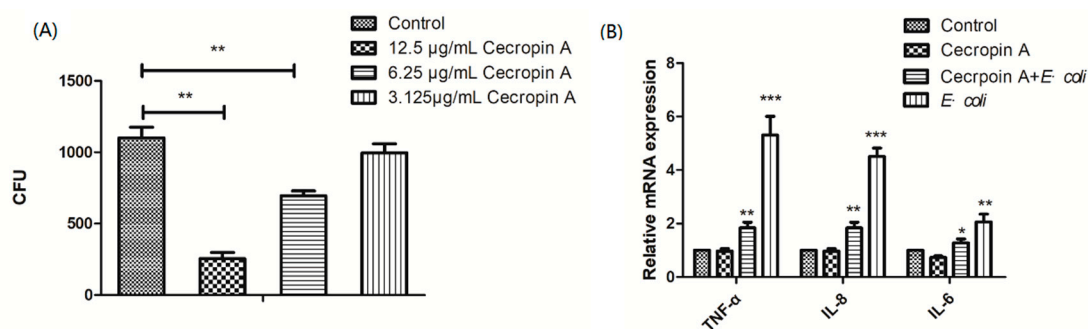 (A)
Control
12.5 µg/mL Cecropin A
6.25 µg/mL Cecropin A
3.125µg/mL Cecropin A
**
**
1500
1000
500
0
CFU
(B)
Control
Cecropin A
Cecrpoin A+E· coli
E· coli
Relative mRNA expression
8
6
4
2
0
**
***
**
***
*
**
TNF-α
IL-8
IL-6